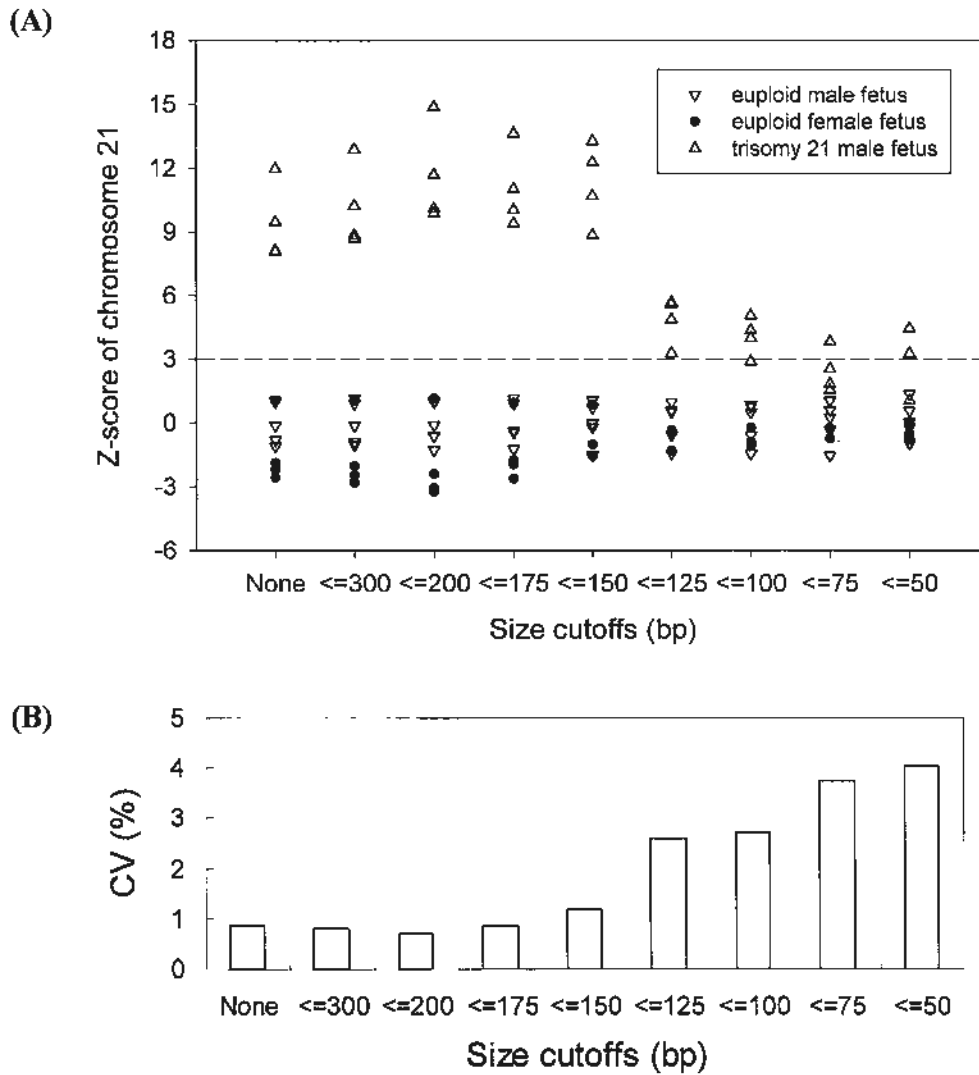 (A)
18
15
12
9
6
3
0
-3
-6
Z-score of chromosome 21
euploid male fetus
euploid female fetus
trisomy 21 male fetus
None <=300 <=200 <=175 <=150 <=125 <=100 <=75 <=50
Size cutoffs (bp)
(B)
5
4
3
2
1
0
CV (%)
None <=300 <=200 <=175 <=150 <=125 <=100 <=75 <=50
Size cutoffs (bp)